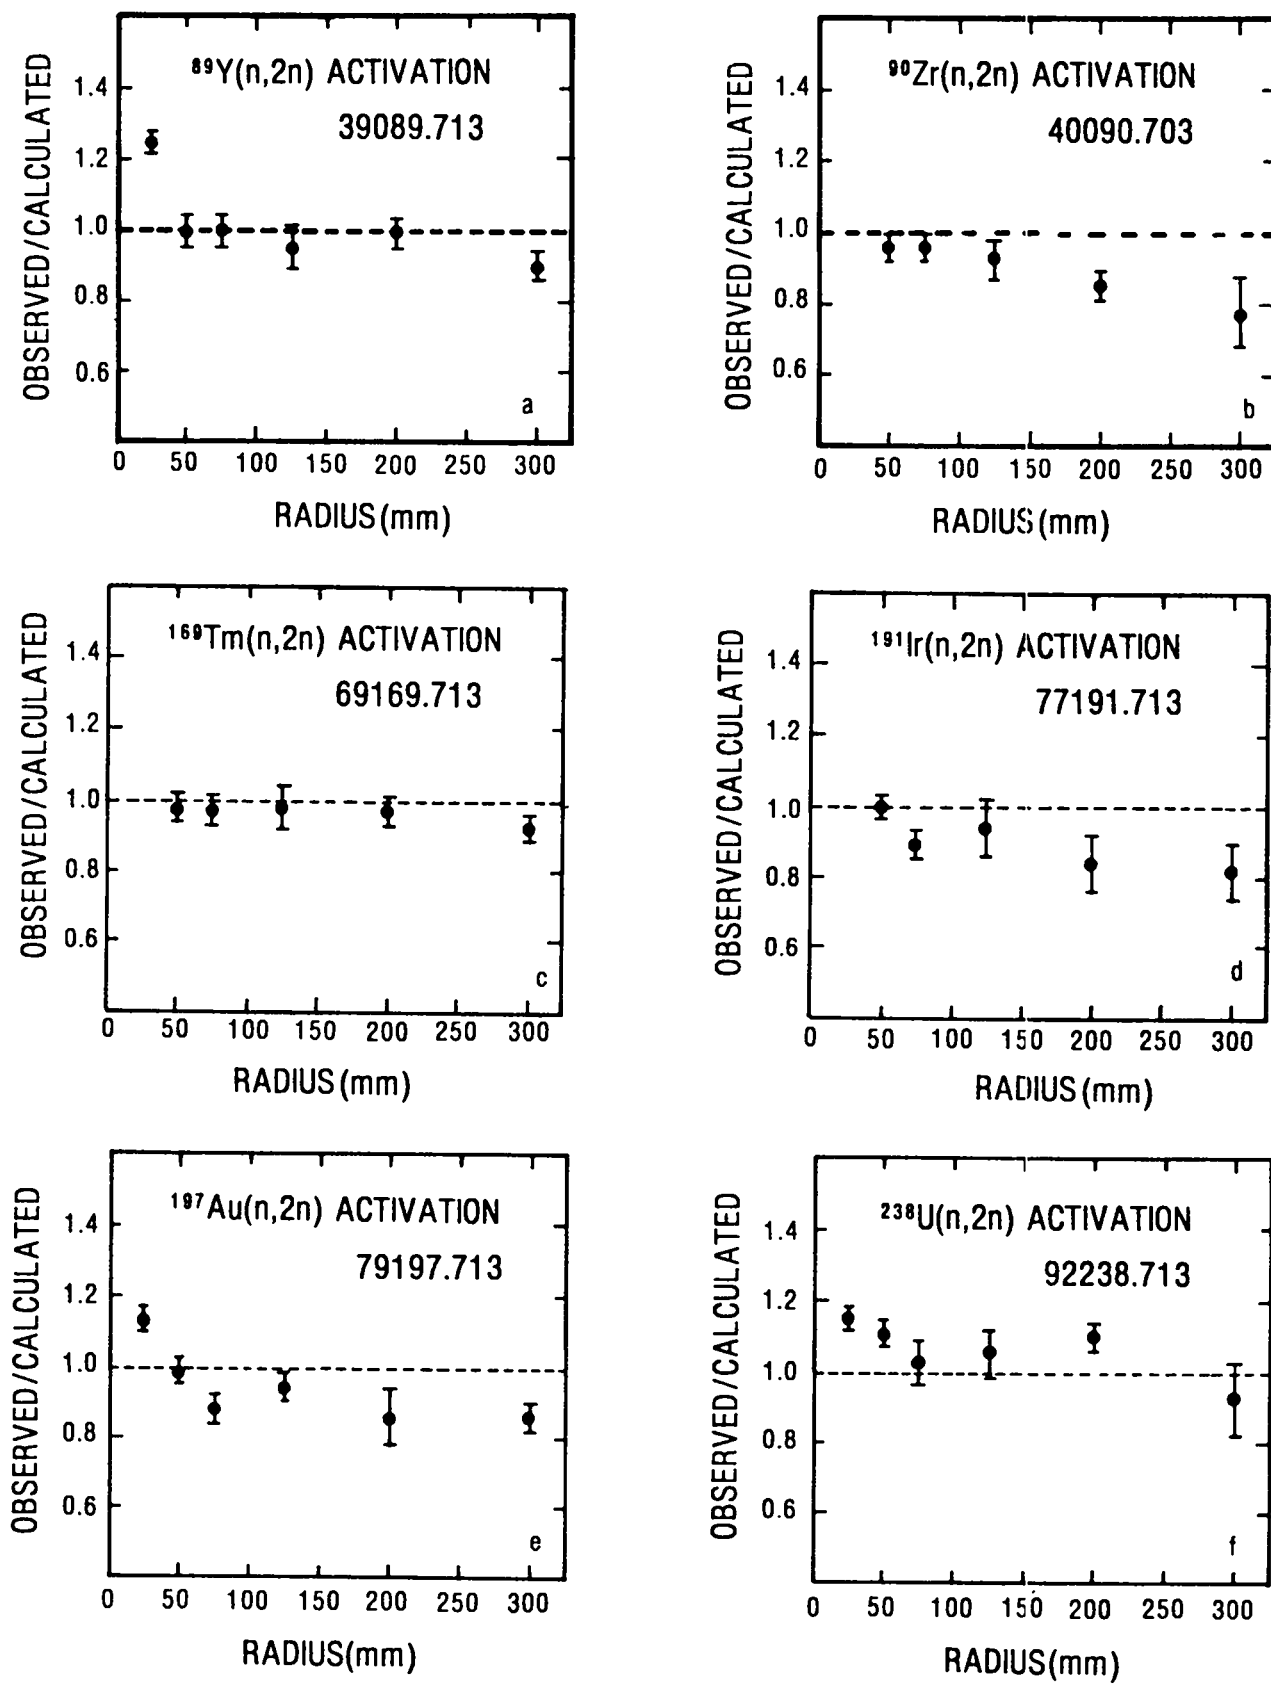 OBSERVED/CALCULATED
⁸⁹Y(n,2n) ACTIVATION
39089.713
1.4
1.2
1.0
0.8
0.6
a
0 50 100 150 200 250 300
RADIUS(mm)
OBSERVED/CALCULATED
⁹⁰Zr(n,2n) ACTIVATION
40090.703
1.4
1.2
1.0
0.8
0.6
b
0 50 100 150 200 250 300
RADIUS(mm)
OBSERVED/CALCULATED
¹⁶⁹Tm(n,2n) ACTIVATION
69169.713
1.4
1.2
1.0
0.8
0.6
c
0 50 100 150 200 250 300
RADIUS(mm)
OBSERVED/CALCULATED
¹⁹¹Ir(n,2n) ACTIVATION
77191.713
1.4
1.2
1.0
0.8
0.6
d
0 50 100 150 200 250 300
RADIUS(mm)
OBSERVED/CALCULATED
¹⁹⁷Au(n,2n) ACTIVATION
79197.713
1.4
1.2
1.0
0.8
0.6
e
0 50 100 150 200 250 300
RADIUS(mm)
OBSERVED/CALCULATED
²³⁸U(n,2n) ACTIVATION
92238.713
1.4
1.2
1.0
0.8
0.6
f
0 50 100 150 200 250 300
RADIUS(mm)